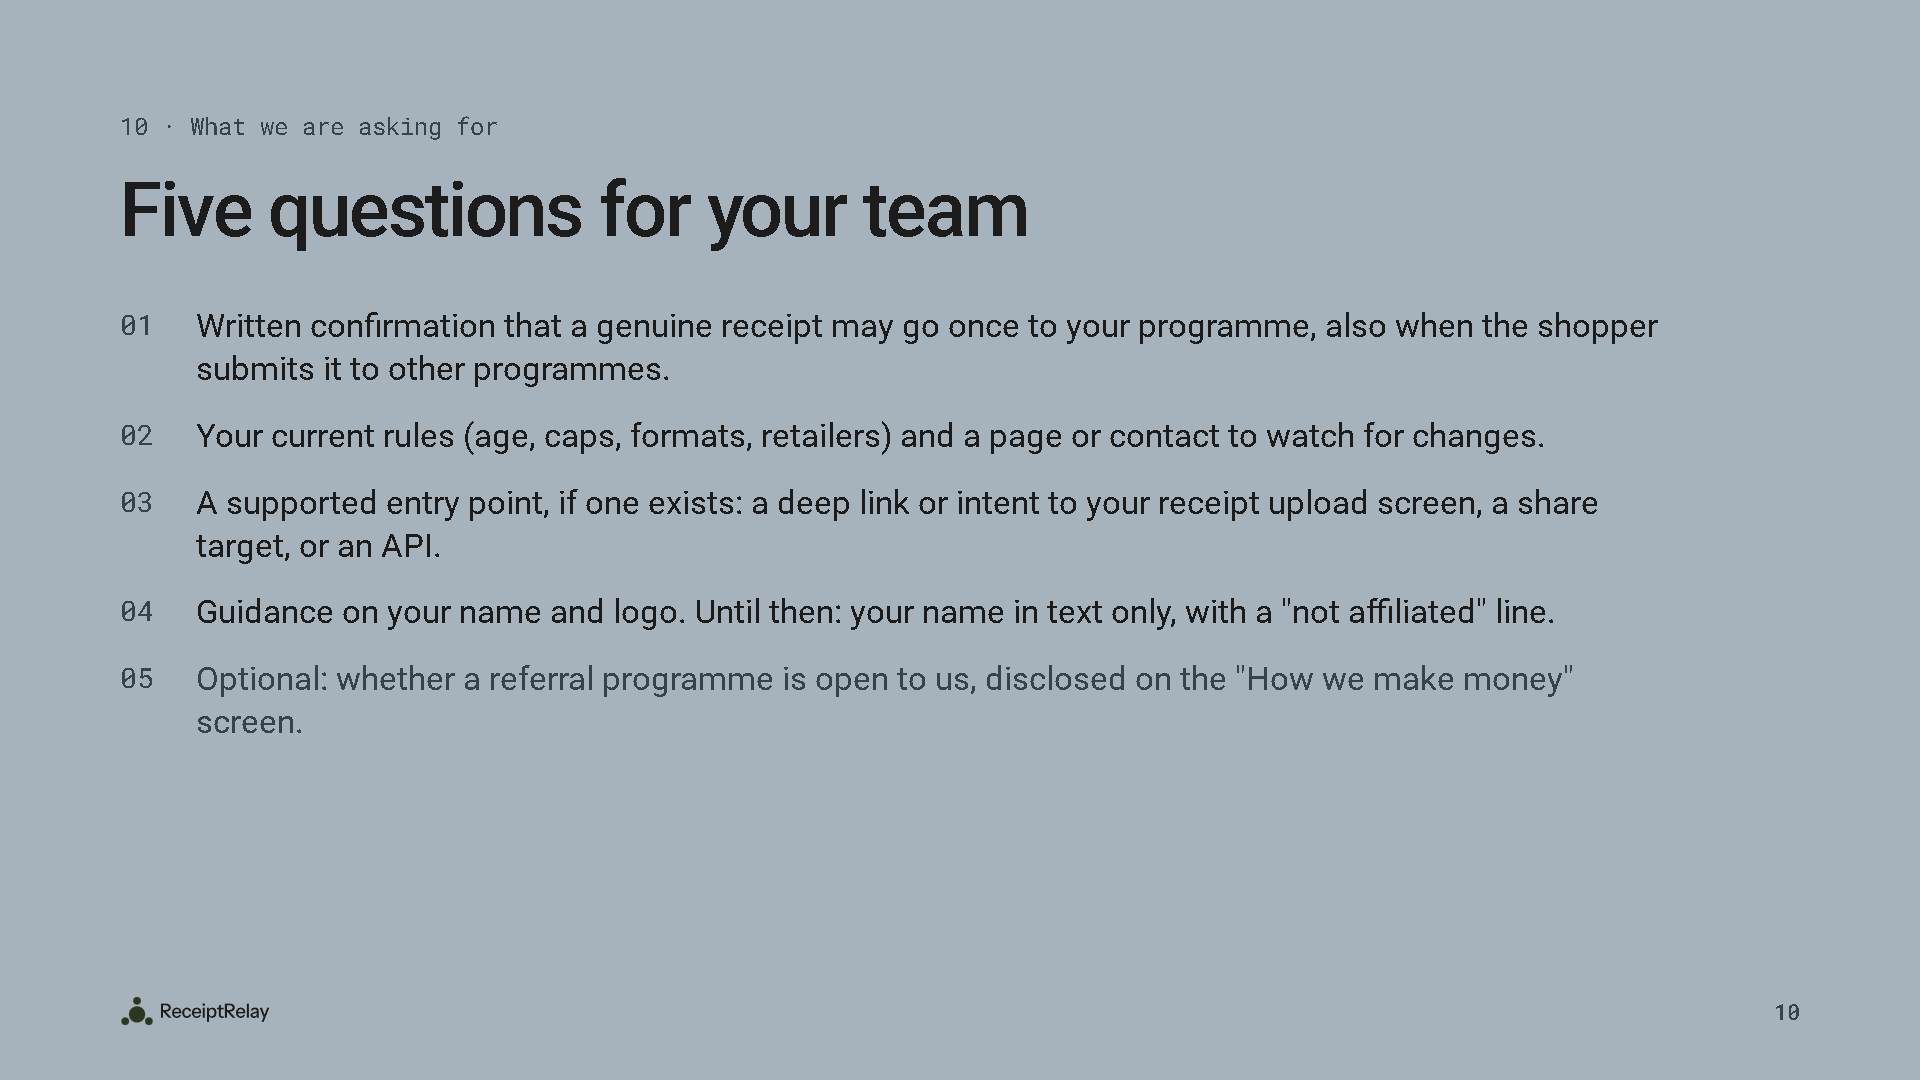 10 · What we are asking for
Five questions for your team
01 Written confirmation that a genuine receipt may go once to your programme, also when the shopper
submits it to other programmes.
02 Your current rules (age, caps, formats, retailers) and a page or contact to watch for changes.
03 A supported entry point, if one exists: a deep link or intent to your receipt upload screen, a share
target, or an API.
04 Guidance on your name and logo. Until then: your name in text only, with a "not affiliated" line.
05 Optional: whether a referral programme is open to us, disclosed on the "How we make money"
screen.
ReceiptRelay
10